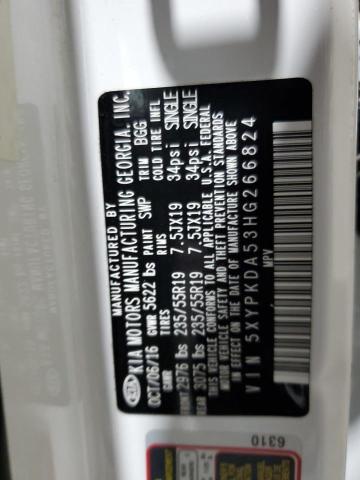 MANUFACTURED BY
KIA KIA MOTORS MANUFACTURING GEORGIA, INC.
OCT/06/16 GVWR 5622 lbs PAINT SWP TRIM BGG
GAWR TIRES RIMS COLD TIRE INFL
FRONT 2976 lbs 235/55R19 7.5JX19 34psi SINGLE
REAR 3075 lbs 235/55R19 7.5JX19 34psi SINGLE
THIS VEHICLE CONFORMS TO ALL APPLICABLE U.S.A. FEDERAL
MOTOR VEHICLE SAFETY AND THEFT PREVENTION STANDARDS
IN EFFECT ON THE DATE OF MANUFACTURE SHOWN ABOVE
VIN 5XYPKDA53HG266824
MPV
6310